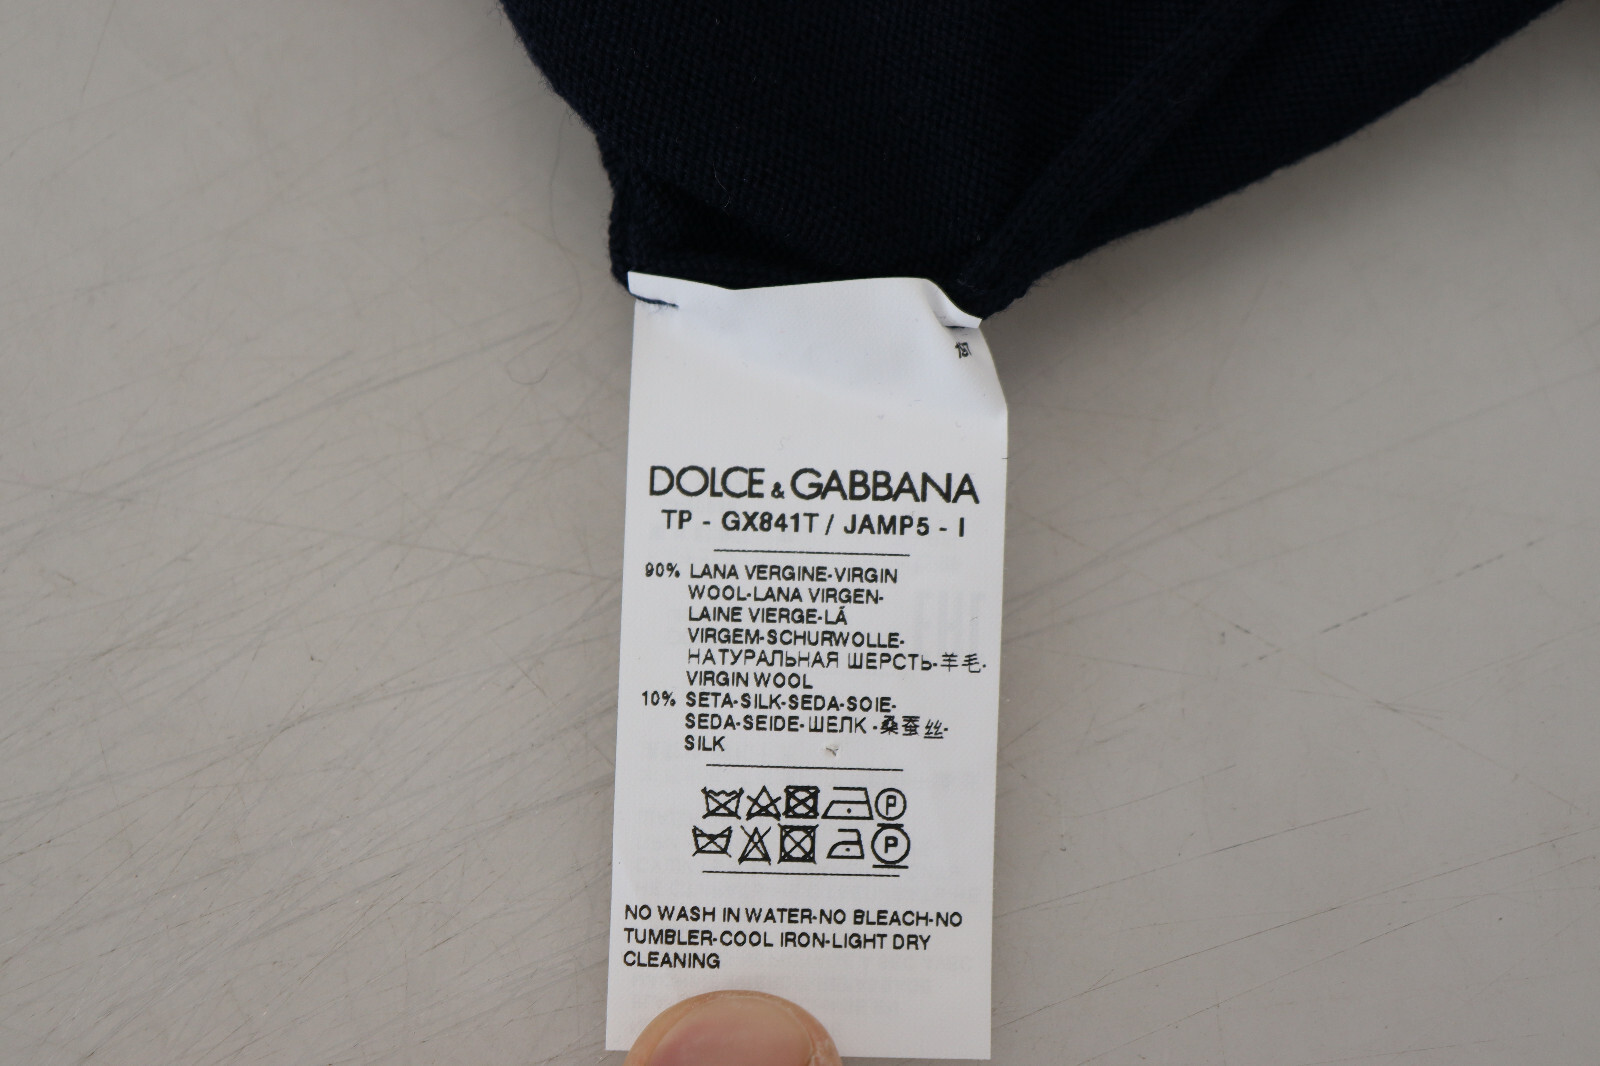 DOLCE & GABBANA
TP - GX841T / JAMP5 - I
90% LANA VERGINE-VIRGIN
WOOL-LANA VIRGEN-
LAINE VIERGE-LÃ
VIRGEM-SCHURWOLLE-
НАТУРАЛЬНАЯ ШЕРСТЬ-羊毛-
VIRGIN WOOL
10% SETA-SILK-SEDA-SOIE-
SEDA-SEIDE-ШЕЛК-桑蚕丝-
SILK
P
P
NO WASH IN WATER-NO BLEACH-NO
TUMBLER-COOL IRON-LIGHT DRY
CLEANING